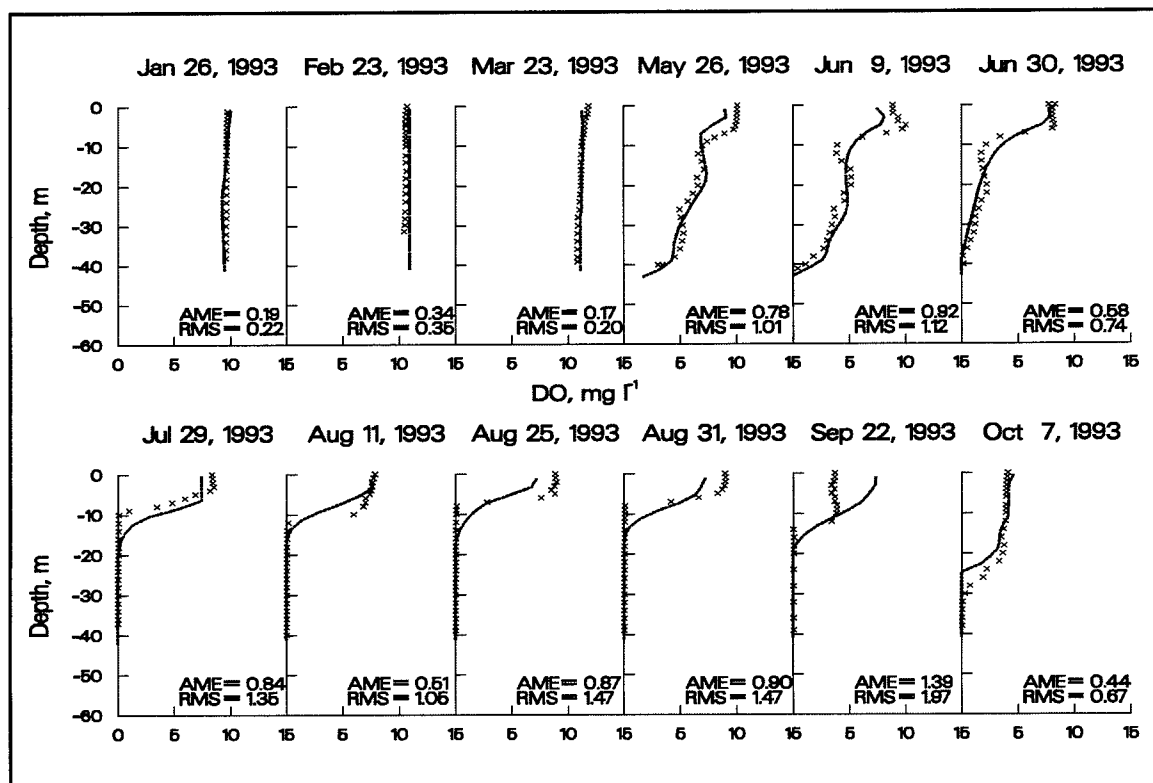 Jan 26, 1993 Feb 23, 1993 Mar 23, 1993 May 26, 1993 Jun 9, 1993 Jun 30, 1993
0
-10
-20
-30
-40
-50
-60
Depth, m
AME= 0.19 AME= 0.34 AME= 0.17 AME= 0.78 AME= 0.92 AME= 0.58
RMS= 0.22 RMS= 0.35 RMS= 0.20 RMS= 1.01 RMS= 1.12 RMS= 0.74
0 5 10 15 5 10 15 5 10 15 5 10 15 5 10 15 5 10 15
DO, mg l⁻¹
Jul 29, 1993 Aug 11, 1993 Aug 25, 1993 Aug 31, 1993 Sep 22, 1993 Oct 7, 1993
0
-10
-20
-30
-40
-50
-60
Depth, m
AME= 0.84 AME= 0.51 AME= 0.87 AME= 0.90 AME= 1.39 AME= 0.44
RMS= 1.35 RMS= 1.06 RMS= 1.47 RMS= 1.47 RMS= 1.97 RMS= 0.67
0 5 10 15 5 10 15 5 10 15 5 10 15 5 10 15 5 10 15